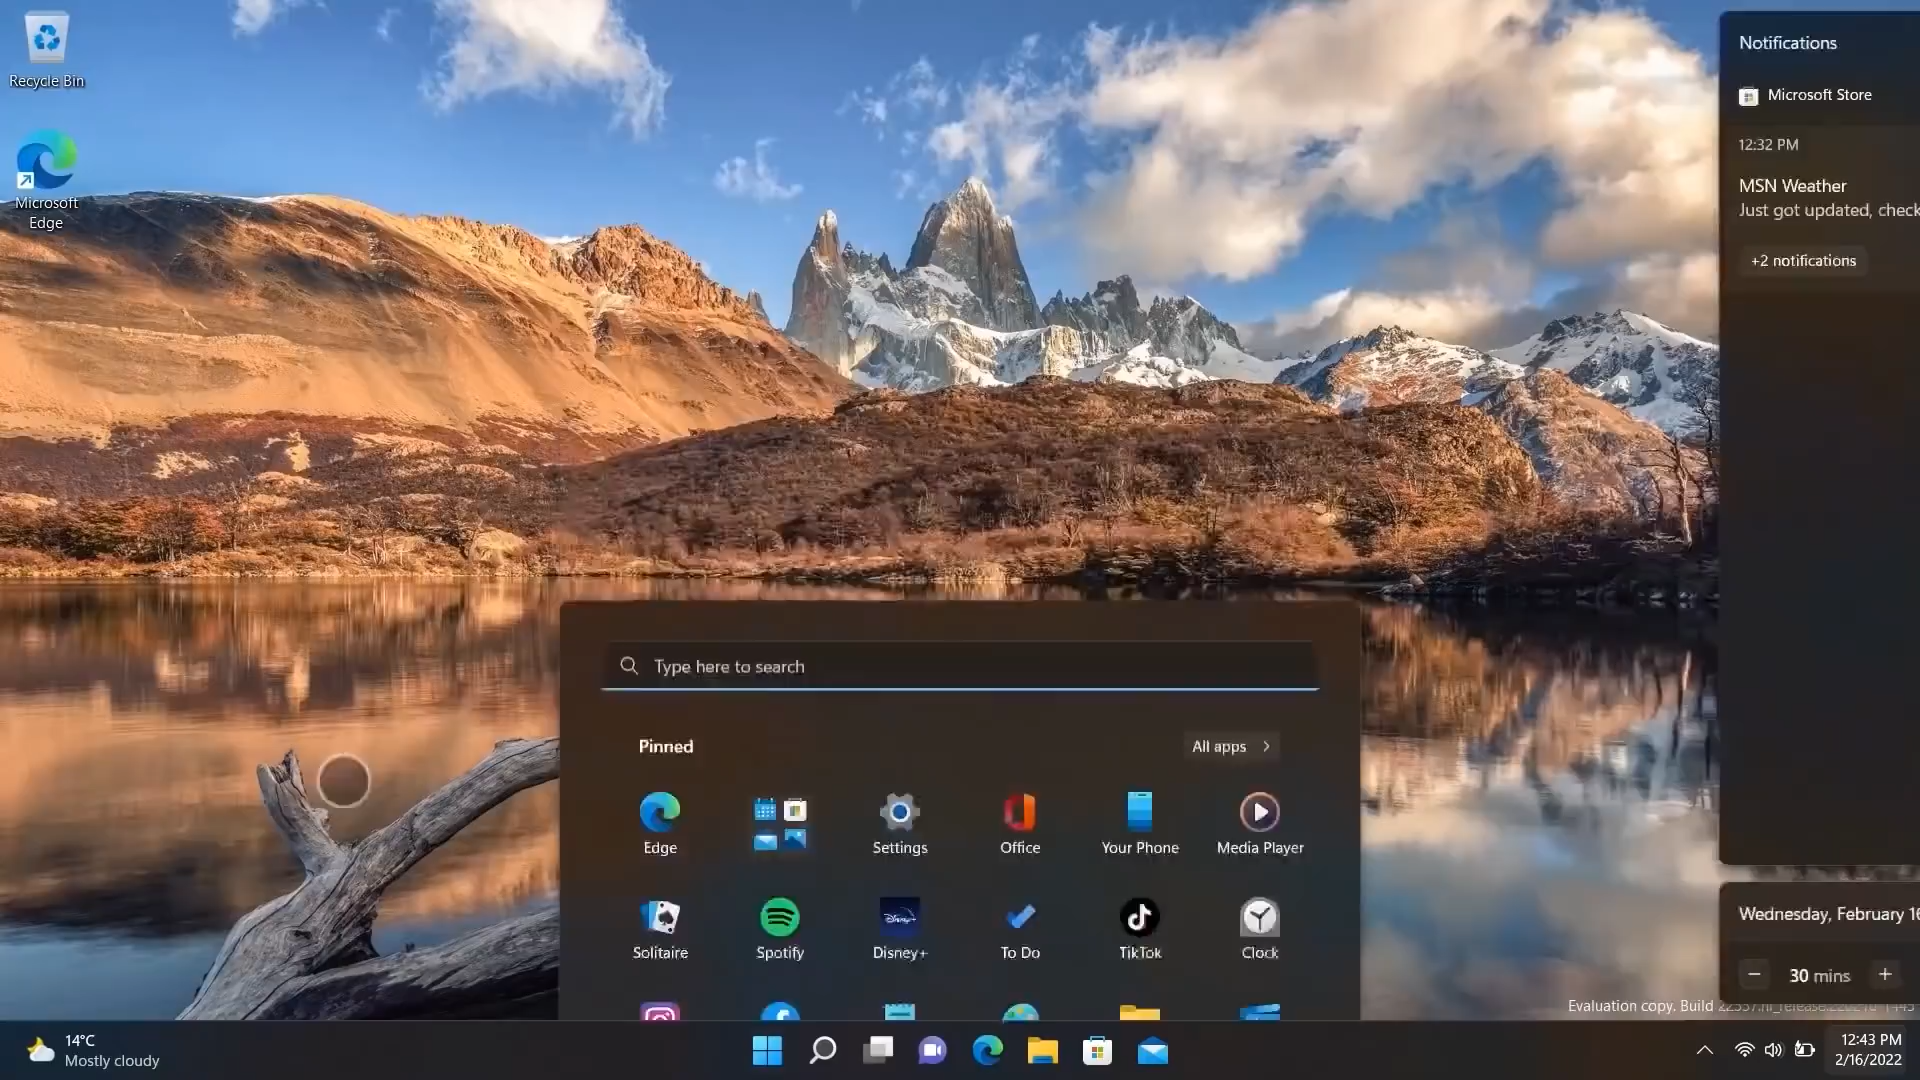 Recycle Bin
Microsoft
Edge
Notifications
Microsoft Store
12:32 PM
MSN Weather
Just got updated, check
+2 notifications
Type here to search
Pinned
All apps
Edge
Settings
Office
Your Phone
Media Player
Solitaire
Spotify
Disney+
Disney+
To Do
TikTok
Clock
Wednesday, February 16
30 mins
Evaluation copy. Build
14°C
Mostly cloudy
12:43 PM
2/16/2022